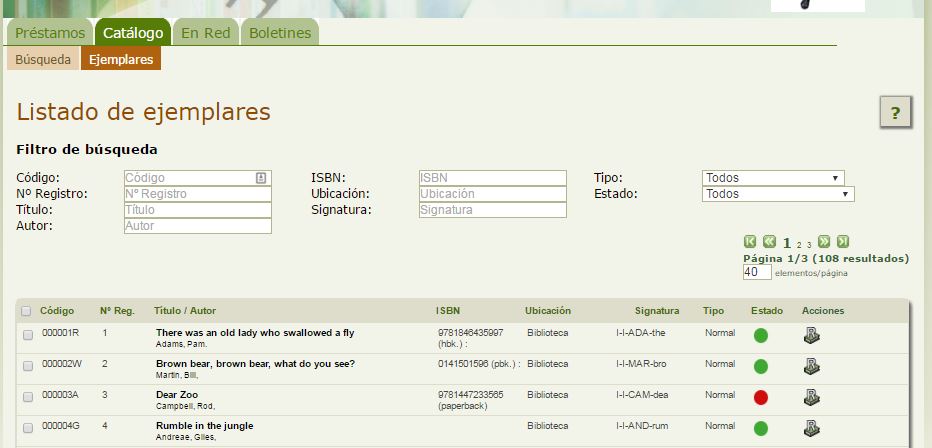 Préstamos Catálogo En Red Boletines
Búsqueda Ejemplares
Listado de ejemplares
?
Filtro de búsqueda
Código: Código ISBN: ISBN Tipo: Todos
Nº Registro: Nº Registro Ubicación: Ubicación Estado: Todos
Título: Título Signatura: Signatura
Autor: Autor
1 2 3
Página 1/3 (108 resultados)
40 elementos/página
Código Nº Reg. Título / Autor ISBN Ubicación Signatura Tipo Estado Acciones
000001R 1 There was an old lady who swallowed a fly 9781846435997 Biblioteca I-I-ADA-the Normal
Adams, Pam. (hbk.) :
000002W 2 Brown bear, brown bear, what do you see? 0141501596 (pbk.) : Biblioteca I-I-MAR-bro Normal
Martin, Bill,
000003A 3 Dear Zoo 9781447233565 Biblioteca I-I-CAM-dea Normal
Campbell, Rod, (paperback)
000004G 4 Rumble in the jungle Biblioteca I-I-AND-rum Normal
Andreae, Giles,